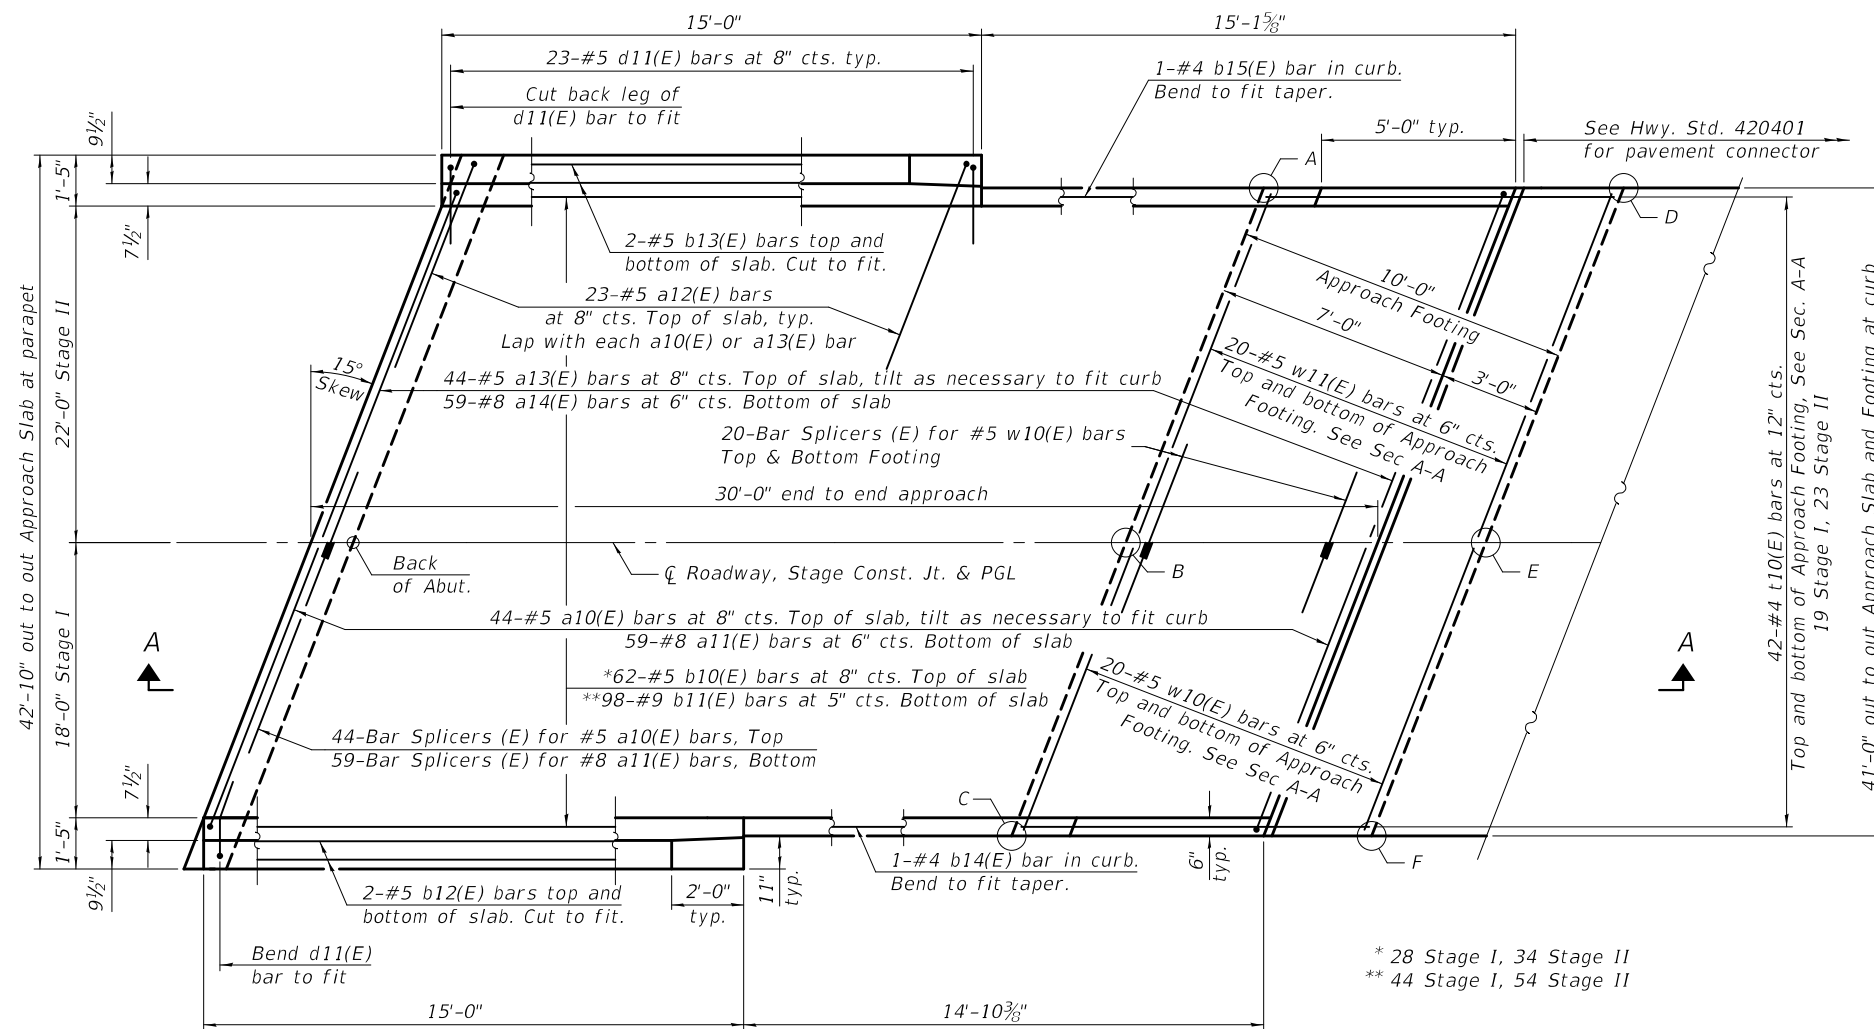 15'-0"
15'-1⅝"
23-#5 d11(E) bars at 8" cts. typ.
1-#4 b15(E) bar in curb.
Bend to fit taper.
Cut back leg of
d11(E) bar to fit
5'-0" typ.
See Hwy. Std. 420401
for pavement connector
9½"
1'-5"
7½"
A
D
2-#5 b13(E) bars top and
bottom of slab. Cut to fit.
23-#5 a12(E) bars
at 8" cts. Top of slab, typ.
Lap with each a10(E) or a13(E) bar
10'-0"
Approach Footing
7'-0"
3'-0"
15°
Skew
44-#5 a13(E) bars at 8" cts. Top of slab, tilt as necessary to fit curb
59-#8 a14(E) bars at 6" cts. Bottom of slab
20-#5 w11(E) bars at 6" cts.
Top and bottom of Approach
Footing. See Sec A-A
20-Bar Splicers (E) for #5 w10(E) bars
Top & Bottom Footing
30'-0" end to end approach
42'-10" out to out Approach Slab at parapet
22'-0" Stage II
18'-0" Stage I
Back
of Abut.
℄ Roadway, Stage Const. Jt. & PGL
B
E
44-#5 a10(E) bars at 8" cts. Top of slab, tilt as necessary to fit curb
59-#8 a11(E) bars at 6" cts. Bottom of slab
A
A
*62-#5 b10(E) bars at 8" cts. Top of slab
**98-#9 b11(E) bars at 5" cts. Bottom of slab
20-#5 w10(E) bars at 6" cts.
Top and bottom of Approach
Footing. See Sec A-A
44-Bar Splicers (E) for #5 a10(E) bars, Top
59-Bar Splicers (E) for #8 a11(E) bars, Bottom
42-#4 t10(E) bars at 12" cts.
Top and bottom of Approach Footing, See Sec. A-A
19 Stage I, 23 Stage II
41'-0" out to out Approach Slab and Footing at curb
7½"
1'-5"
9½"
C
F
1-#4 b14(E) bar in curb.
Bend to fit taper.
6"
typ.
11"
typ.
2'-0"
typ.
2-#5 b12(E) bars top and
bottom of slab. Cut to fit.
Bend d11(E)
bar to fit
* 28 Stage I, 34 Stage II
** 44 Stage I, 54 Stage II
15'-0"
14'-10⅜"